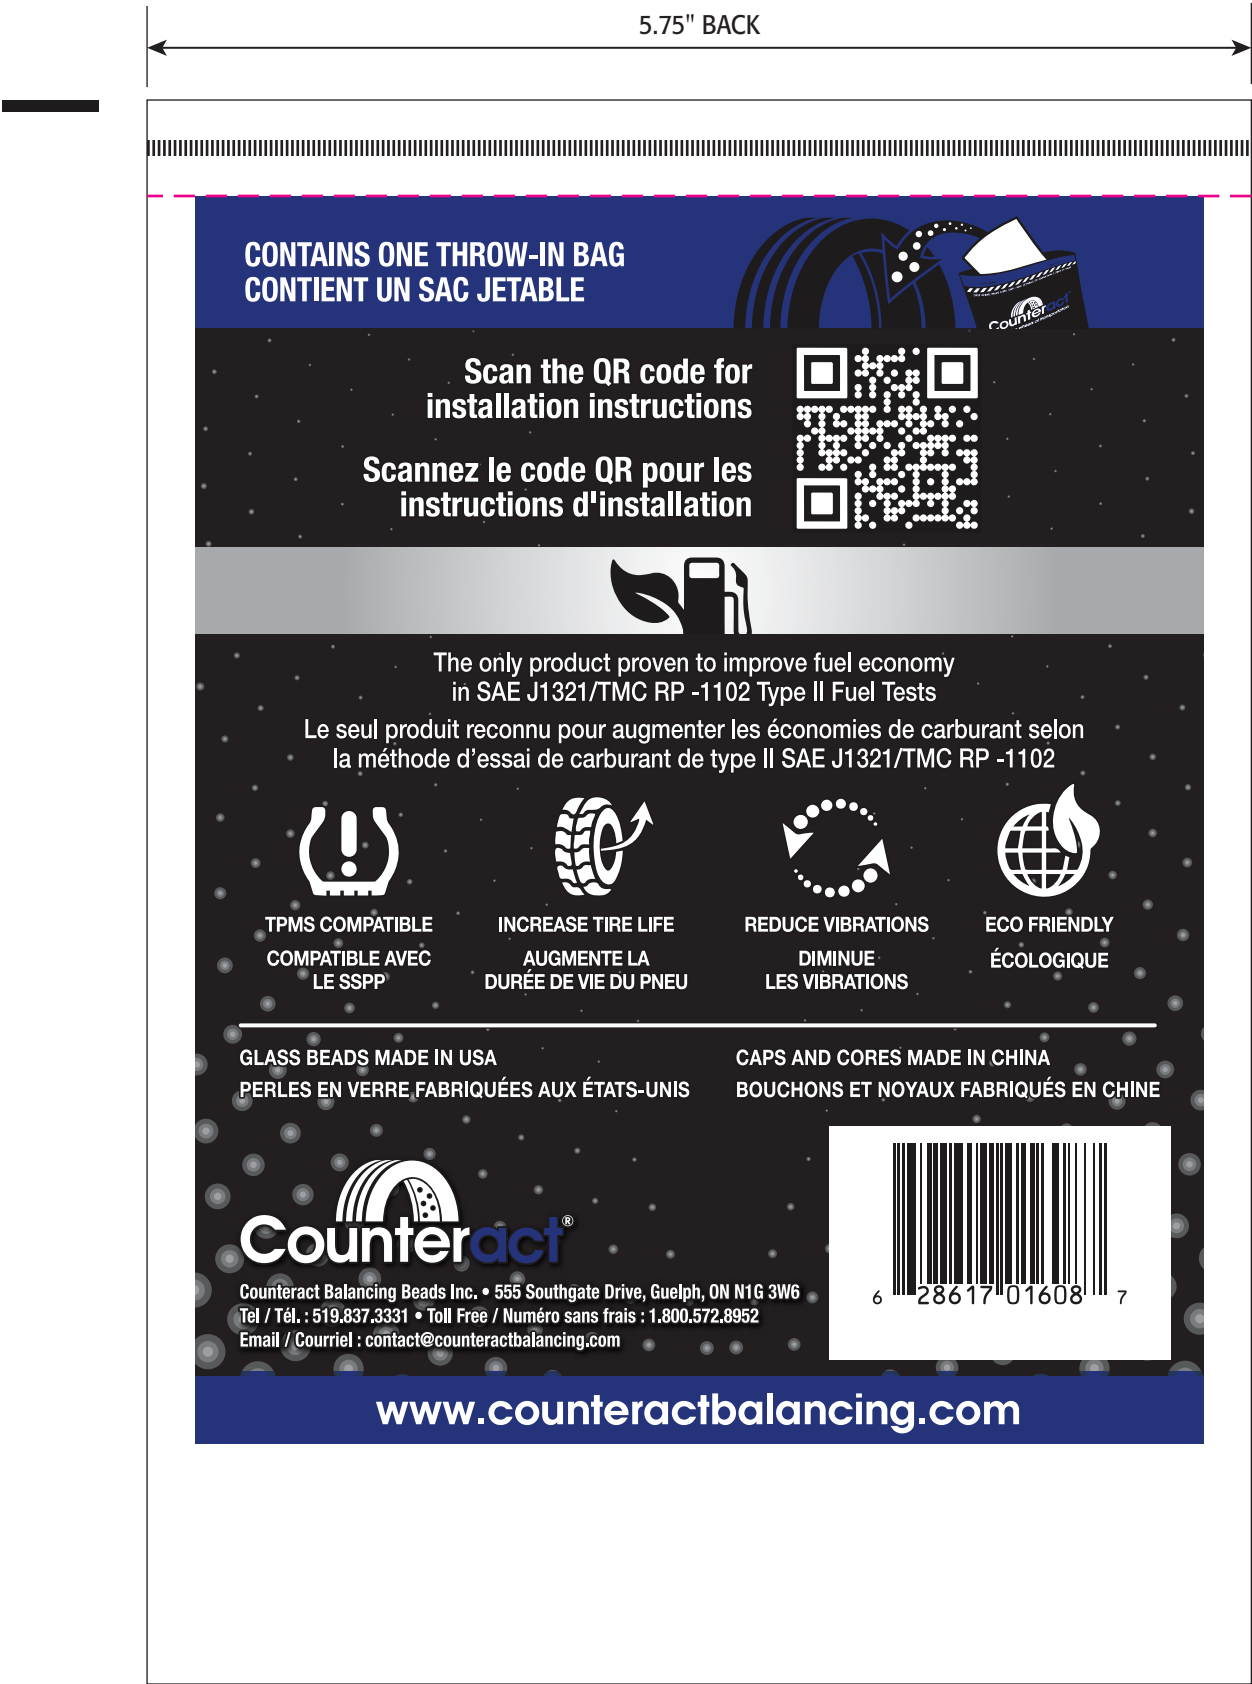 5.75" BACK
CONTAINS ONE THROW-IN BAG
CONTIENT UN SAC JETABLE
Counteract
Scan the QR code for
installation instructions
Scannez le code QR pour les
instructions d'installation
The only product proven to improve fuel economy
in SAE J1321/TMC RP -1102 Type II Fuel Tests
Le seul produit reconnu pour augmenter les économies de carburant selon
la méthode d'essai de carburant de type II SAE J1321/TMC RP -1102
TPMS COMPATIBLE
COMPATIBLE AVEC
LE SSPP
INCREASE TIRE LIFE
AUGMENTE LA
DURÉE DE VIE DU PNEU
REDUCE VIBRATIONS
DIMINUE
LES VIBRATIONS
ECO FRIENDLY
ÉCOLOGIQUE
GLASS BEADS MADE IN USA
PERLES EN VERRE FABRIQUÉES AUX ÉTATS-UNIS
CAPS AND CORES MADE IN CHINA
BOUCHONS ET NOYAUX FABRIQUÉS EN CHINE
Counteract®
Counteract Balancing Beads Inc. • 555 Southgate Drive, Guelph, ON N1G 3W6
Tel / Tél. : 519.837.3331 • Toll Free / Numéro sans frais : 1.800.572.8952
Email / Courriel : contact@counteractbalancing.com
6 28617 01608 7
www.counteractbalancing.com